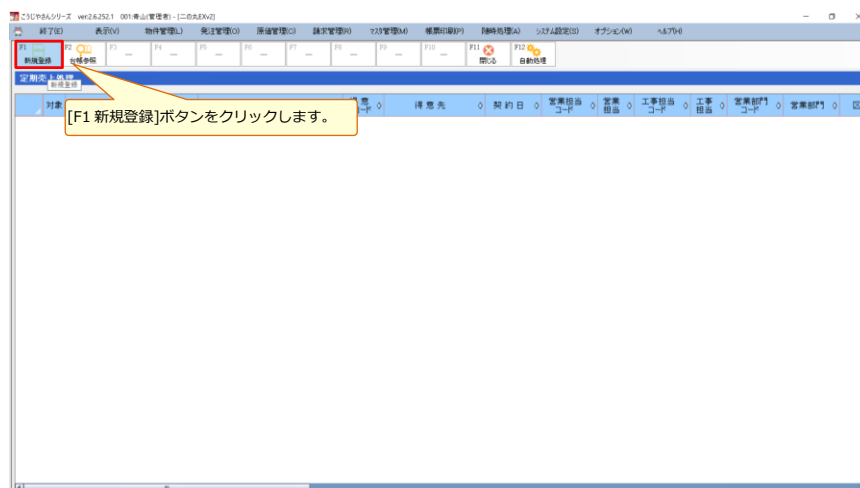 こうじやさんシリーズ ver.2.6.252.1 001:青山(管理者) - [二の丸EXv2]
終了(E) 表示(V) 物件管理(L) 発注管理(O) 原価管理(C) 請求管理(R) マスタ管理(M) 帳票印刷(P) 随時処理(A) システム設定(S) オプション(W) ヘルプ(H)
F1 F2 F3 F4 F5 F6 F7 F8 F9 F10 F11 F12
新規登録 台帳参照 閉じる 自動処理
定期売上処理
新規登録
対象 得意コード 得意先 契約日 営業担当コード 営業担当 工事担当コード 工事担当 営業部門コード 営業部門 区
[F1 新規登録]ボタンをクリックします。